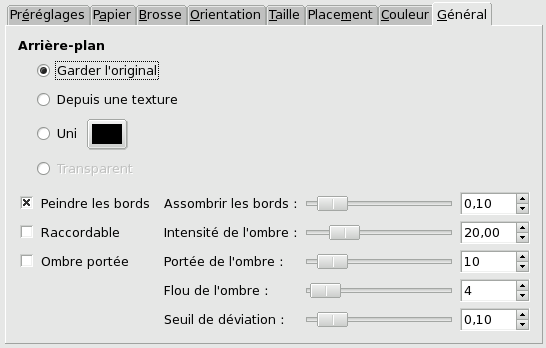 Préréglages Papier Brosse Orientation Taille Placement Couleur Général
Arrière-plan
Garder l'original
Depuis une texture
Uni
Transparent
Peindre les bords Assombrir les bords : 0,10
Raccordable Intensité de l'ombre : 20,00
Ombre portée Portée de l'ombre : 10
Flou de l'ombre : 4
Seuil de déviation : 0,10